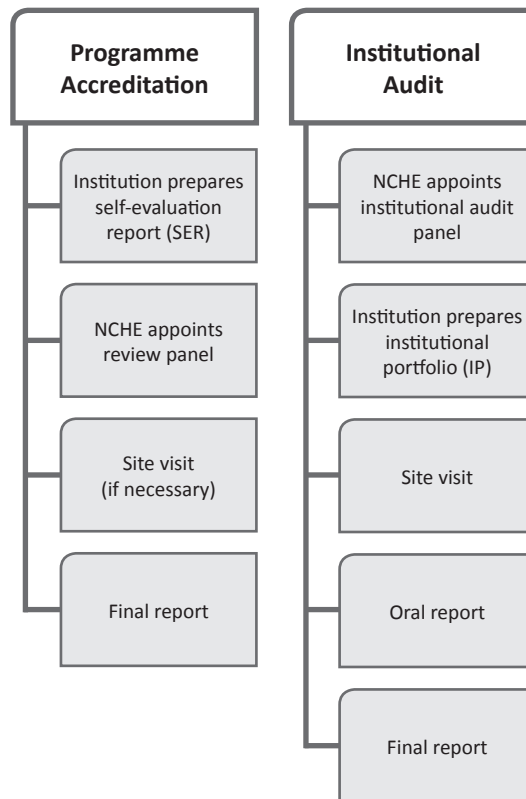 Programme
Accreditation
Institution prepares
self-evaluation
report (SER)
NCHE appoints
review panel
Site visit
(if necessary)
Final report
Institutional
Audit
NCHE appoints
institutional audit
panel
Institution prepares
institutional
portfolio (IP)
Site visit
Oral report
Final report